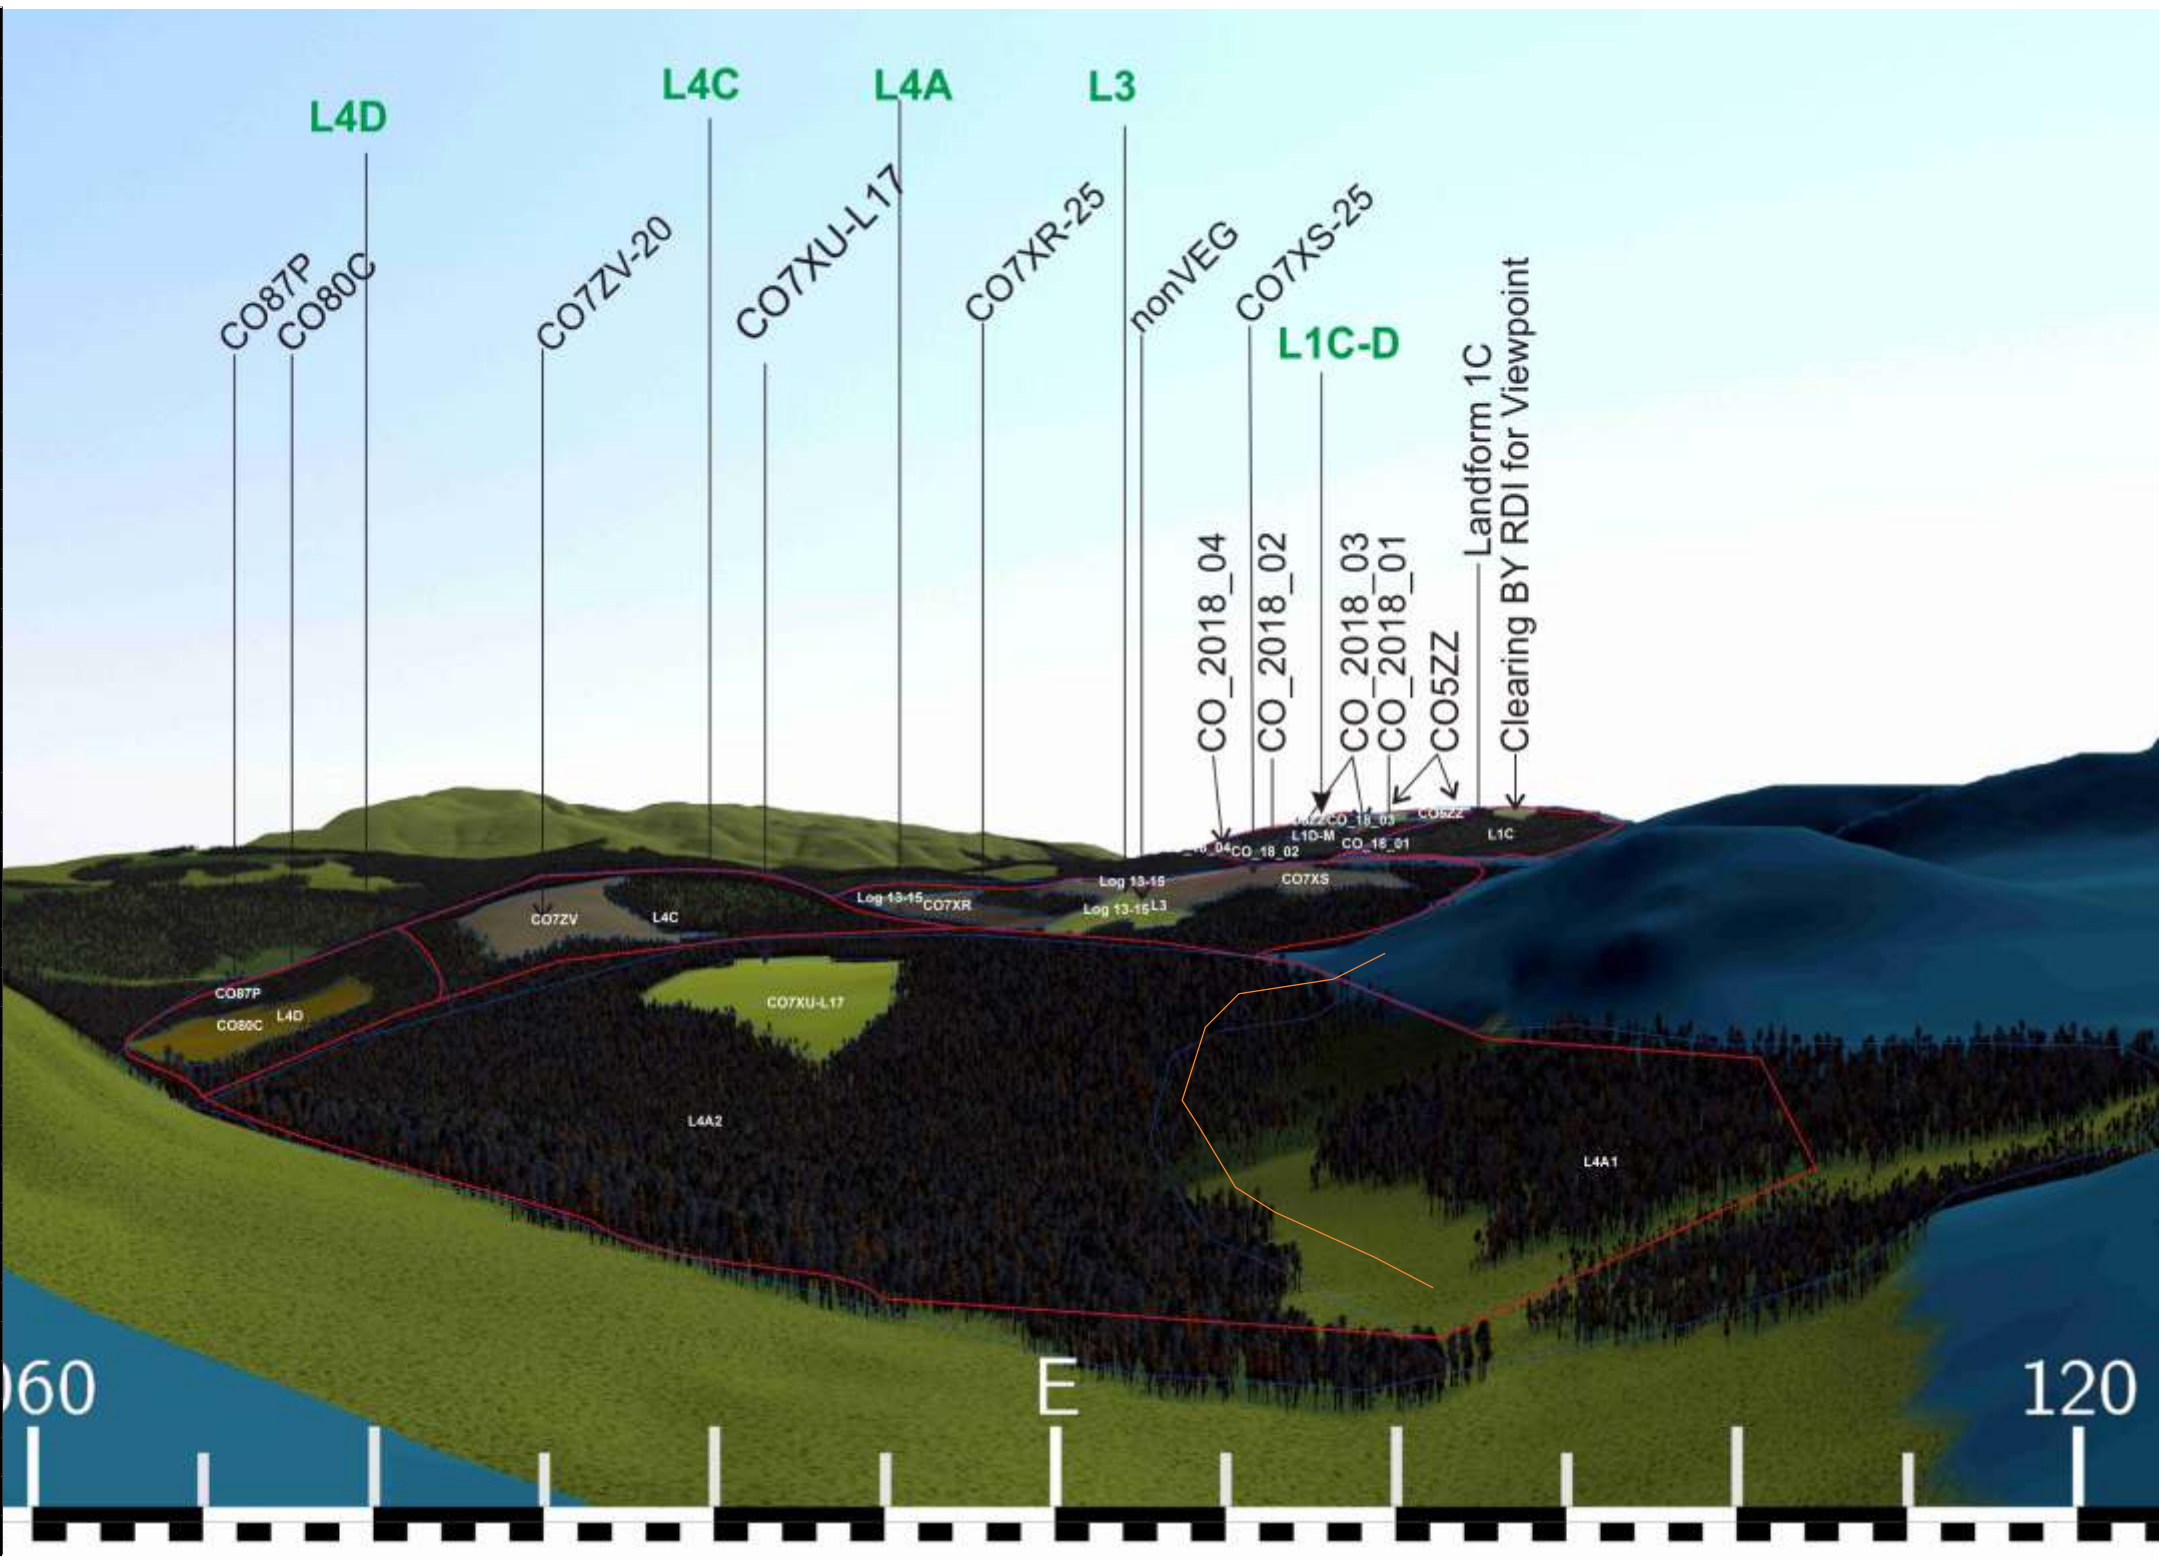 L4D
L4C
L4A
L3
CO87P
CO80C
CO7ZV-20
CO7XU-L17
CO7XR-25
nonVEG
CO7XS-25
L1C-D
CO_2018_04
CO_2018_02
CO_2018_03
CO_2018_01
CO5ZZ
Landform 1C
Clearing BY RDI for Viewpoint
CO5ZZ
CO_18_03
L1D-M
L1C
CO_18_01
CO_18_02
Log 13-15
CO7XS
Log 13-15
CO7XR
Log 13-15
L3
CO7ZV
L4C
CO87P
CO80C
L4D
CO7XU-L17
L4A2
L4A1
060
E
120